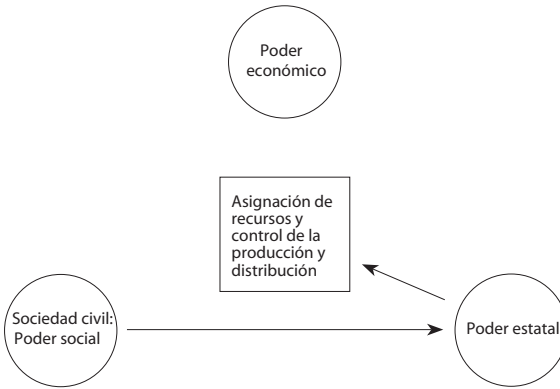 Poder
económico
Asignación de
recursos y
control de la
producción y
distribución
Sociedad civil:
Poder social
Poder estatal